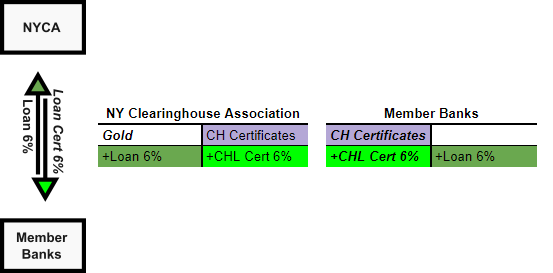 NYCA
Loan Cert 6%
Loan 6%
Member
Banks
NY Clearinghouse Association
Gold CH Certificates
+Loan 6% +CHL Cert 6%
Member Banks
CH Certificates
+CHL Cert 6% +Loan 6%